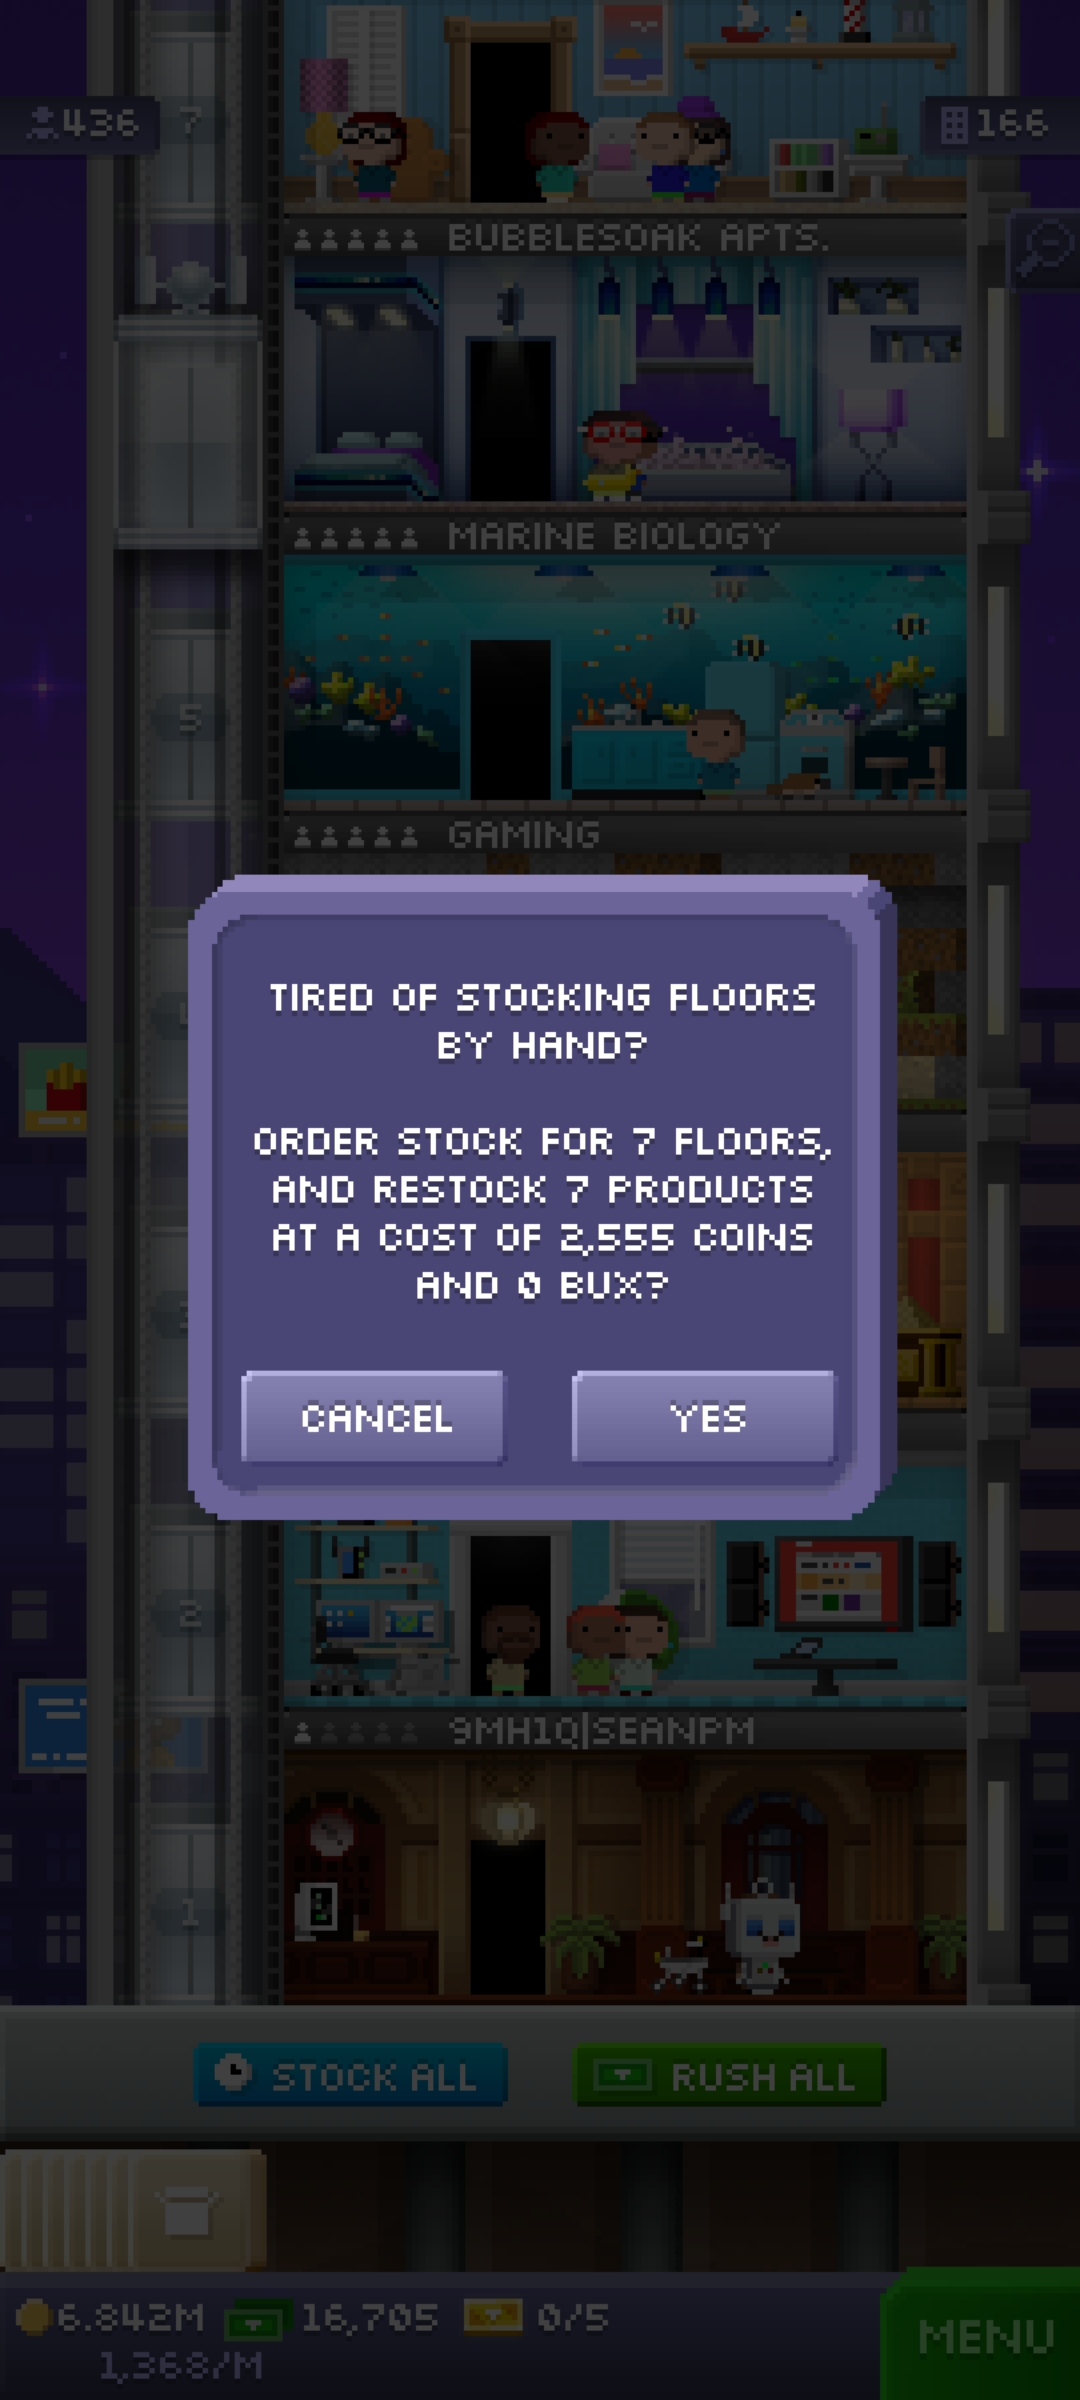 7
436
166
BUBBLESOAK APTS.
MARINE BIOLOGY
5
GAMING
TIRED OF STOCKING FLOORS
BY HAND?
ORDER STOCK FOR 7 FLOORS,
AND RESTOCK 7 PRODUCTS
AT A COST OF 2,555 COINS
AND 0 BUX?
CANCEL
YES
2
9MH1Q|SEANPM
1
STOCK ALL
RUSH ALL
6.842M
16,705
0/5
1,368/M
MENU